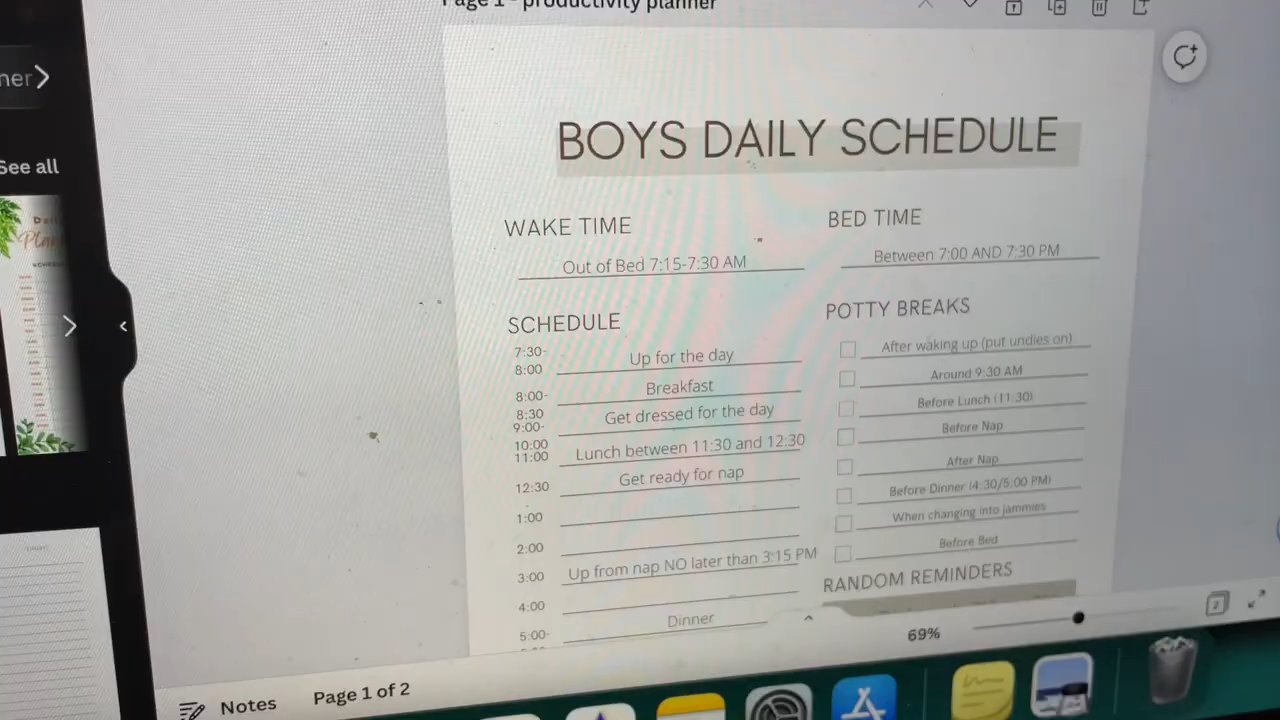 Page 1 - productivity planner
ner
See all
BOYS DAILY SCHEDULE
WAKE TIME
Out of Bed 7:15-7:30 AM
BED TIME
Between 7:00 AND 7:30 PM
SCHEDULE
7:30-
8:00
Up for the day
8:00-
8:30
Breakfast
9:00-
10:00
Get dressed for the day
11:00
Lunch between 11:30 and 12:30
12:30
Get ready for nap
1:00
2:00
3:00
Up from nap NO later than 3:15 PM
4:00
5:00-
Dinner
POTTY BREAKS
After waking up (put undies on)
Around 9:30 AM
Before Lunch (11:30)
Before Nap
After Nap
Before Dinner (4:30/5:00 PM)
When changing into jammies
Before Bed
RANDOM REMINDERS
Notes
Page 1 of 2
69%
2